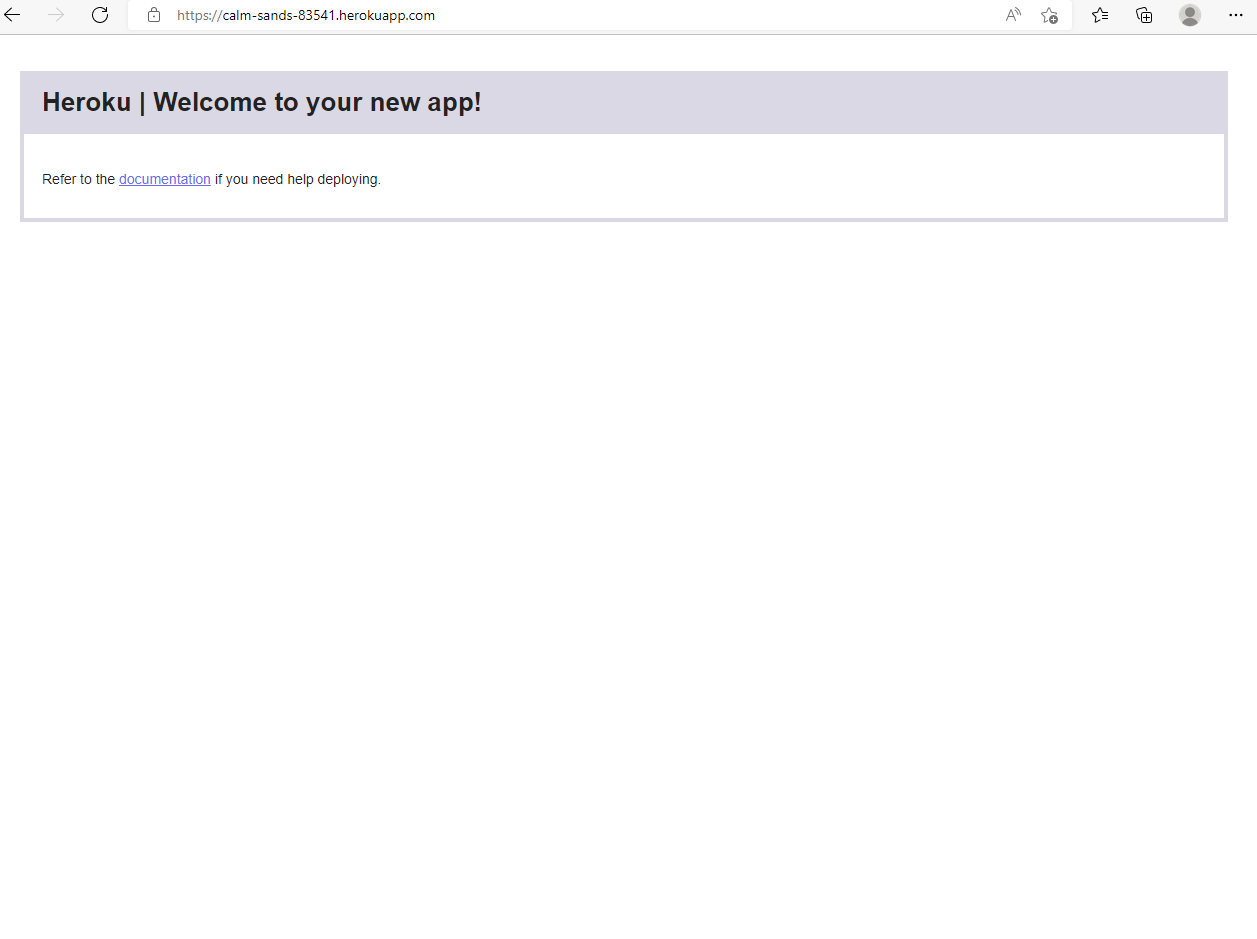 https://calm-sands-83541.herokuapp.com
Heroku | Welcome to your new app!
Refer to the documentation if you need help deploying.